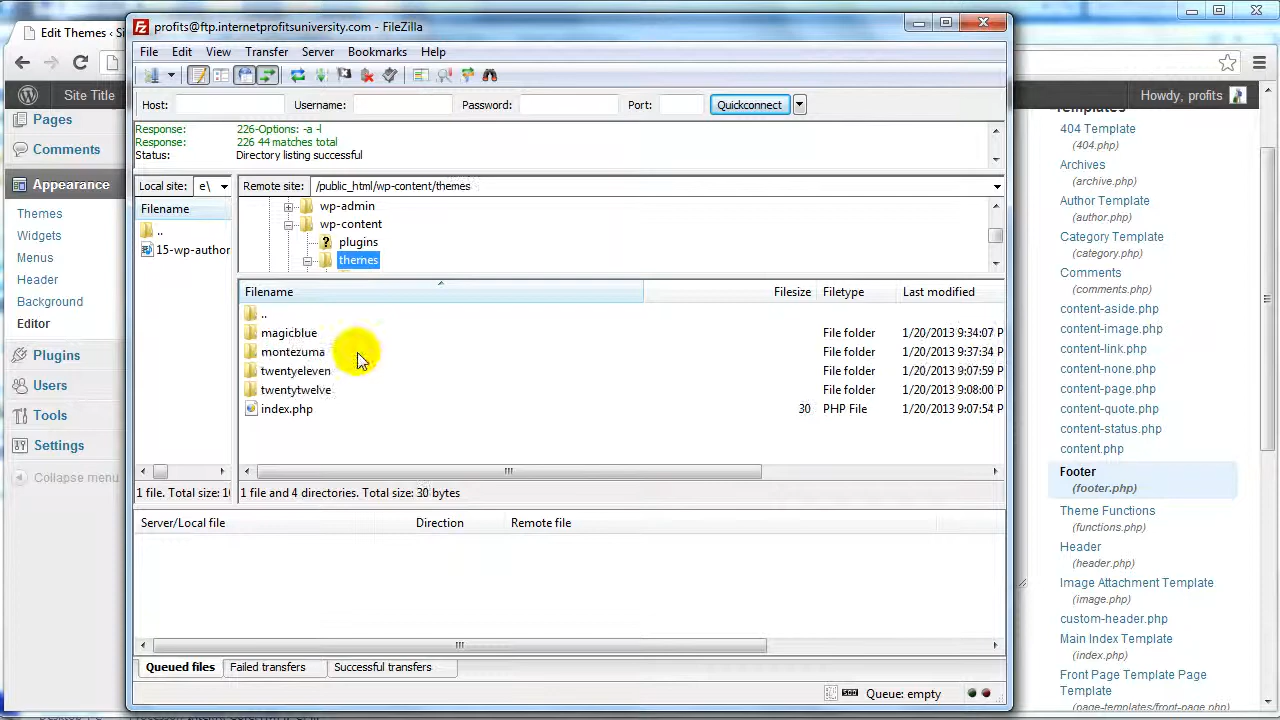 profits@ftp.internetprofitsuniversity.com - FileZilla
Edit Themes ‹ Si
File Edit View Transfer Server Bookmarks Help
Site Title
Howdy, profits
Host: Username: Password: Port: Quickconnect
Response: 226-Options: -a -l
Response: 226 44 matches total
Status: Directory listing successful
Local site: e\
Remote site: /public_html/wp-content/themes
wp-admin
wp-content
plugins
themes
Filename
..
15-wp-author
Filename Filesize Filetype Last modified
..
magicblue File folder 1/20/2013 9:34:07 P
montezuma File folder 1/20/2013 9:37:34 P
twentyeleven File folder 1/20/2013 9:07:59 P
twentytwelve File folder 1/20/2013 9:08:00 P
index.php 30 PHP File 1/20/2013 9:07:54 P
1 file. Total size: 1
1 file and 4 directories. Total size: 30 bytes
Server/Local file Direction Remote file
Queued files Failed transfers Successful transfers
Queue: empty
Pages
Comments
Appearance
Themes
Widgets
Menus
Header
Background
Editor
Plugins
Users
Tools
Settings
Collapse menu
Templates
404 Template
(404.php)
Archives
(archive.php)
Author Template
(author.php)
Category Template
(category.php)
Comments
(comments.php)
content-aside.php
content-image.php
content-link.php
content-none.php
content-page.php
content-quote.php
content-status.php
content.php
Footer
(footer.php)
Theme Functions
(functions.php)
Header
(header.php)
Image Attachment Template
(image.php)
custom-header.php
Main Index Template
(index.php)
Front Page Template Page
Template
(page-templates/front-page.php)